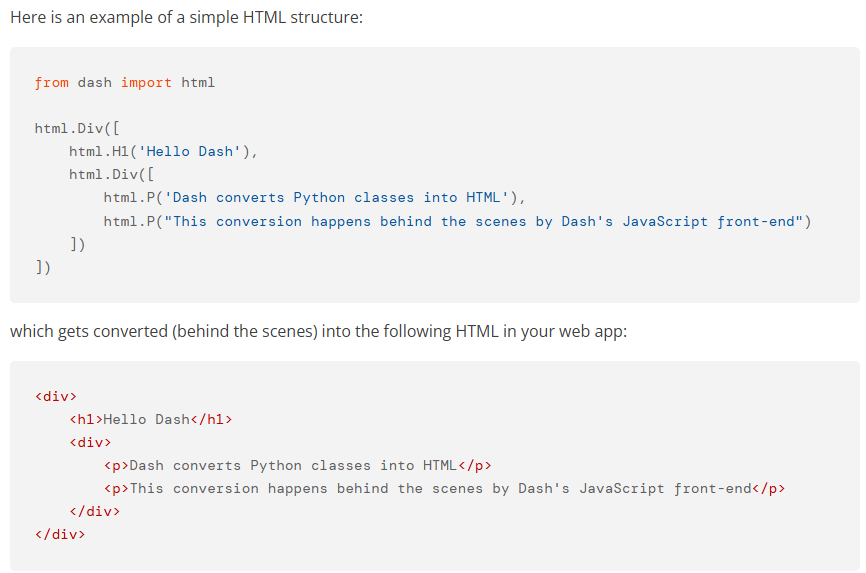 Here is an example of a simple HTML structure:
from dash import html
html.Div([
    html.H1('Hello Dash'),
    html.Div([
        html.P('Dash converts Python classes into HTML'),
        html.P("This conversion happens behind the scenes by Dash's JavaScript front-end")
    ])
])
which gets converted (behind the scenes) into the following HTML in your web app:
<div>
    <h1>Hello Dash</h1>
    <div>
        <p>Dash converts Python classes into HTML</p>
        <p>This conversion happens behind the scenes by Dash's JavaScript front-end</p>
    </div>
</div>